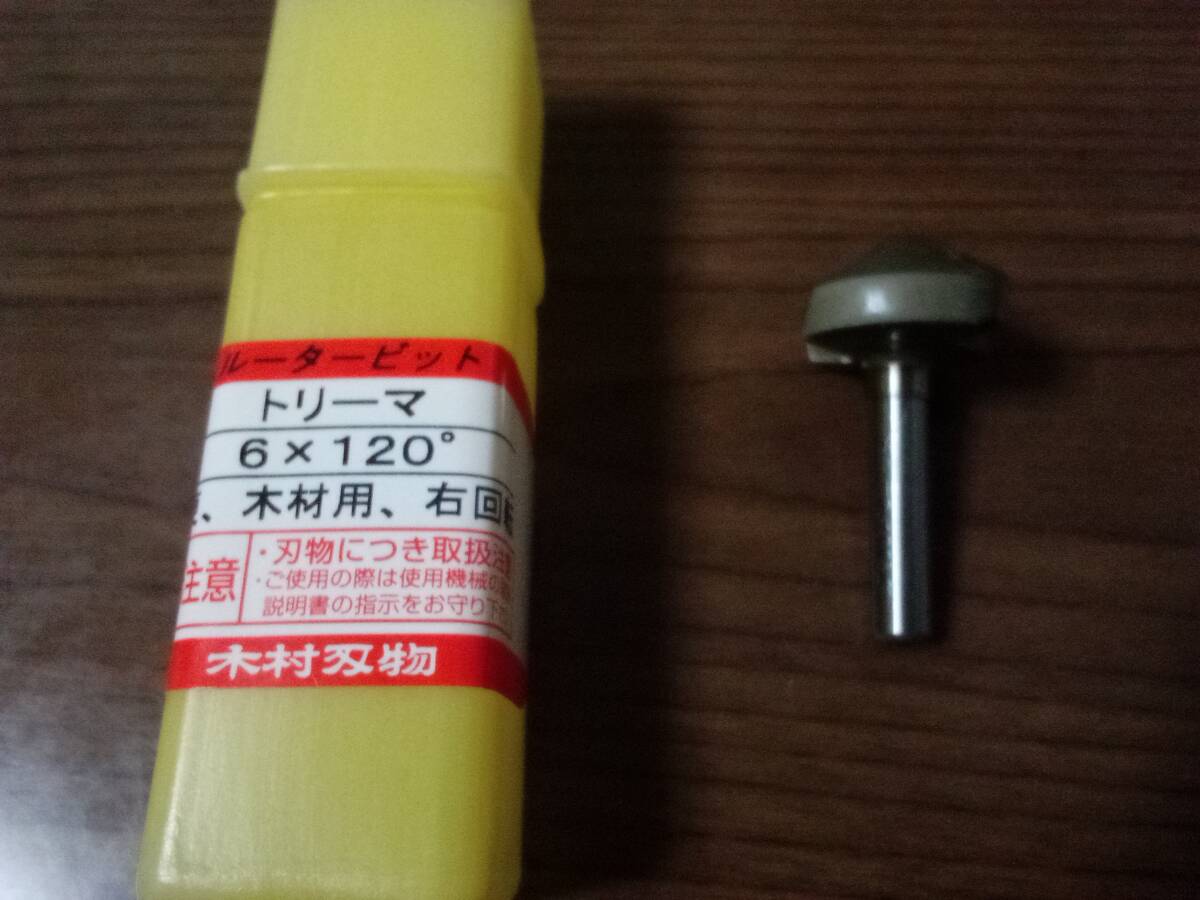 ルータービット
トリーマ
6×120°
、木材用、右回
注意
・刃物につき取扱注
・ご使用の際は使用機械の
説明書の指示をお守り下
木村刃物